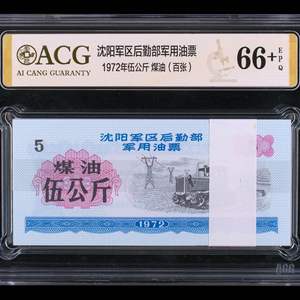 ACG
AI CANG GUARANTY
沈阳军区后勤部军用油票
1972年伍公斤 煤油（百张）
66+
EPQ
5
沈阳军区后勤部
军用油票
煤油
伍公斤
1972
ACG